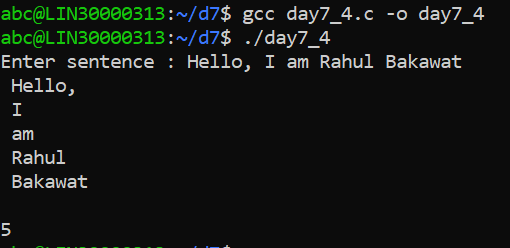 abc@LIN30000313:~/d7$ gcc day7_4.c -o day7_4
abc@LIN30000313:~/d7$ ./day7_4
Enter sentence : Hello, I am Rahul Bakawat
Hello,
I
am
Rahul
Bakawat
5